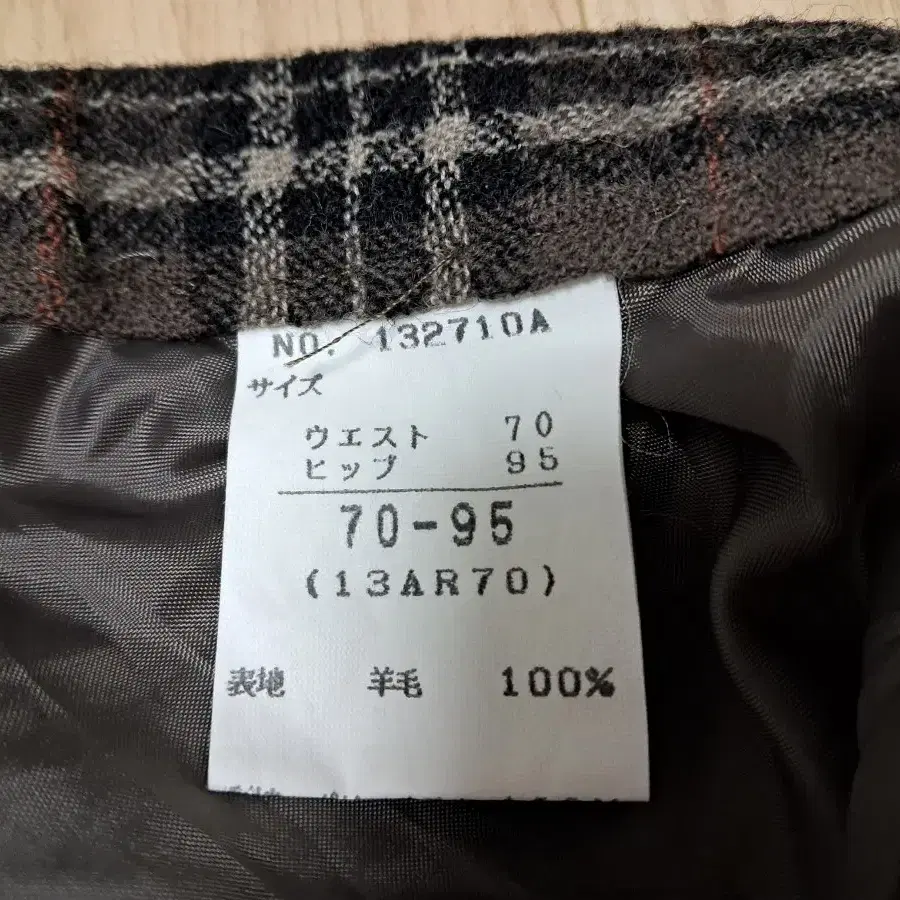 NO. 132710A
サイズ
ウエスト 70
ヒップ 95
70-95
(13AR70)
表地 羊毛 100%